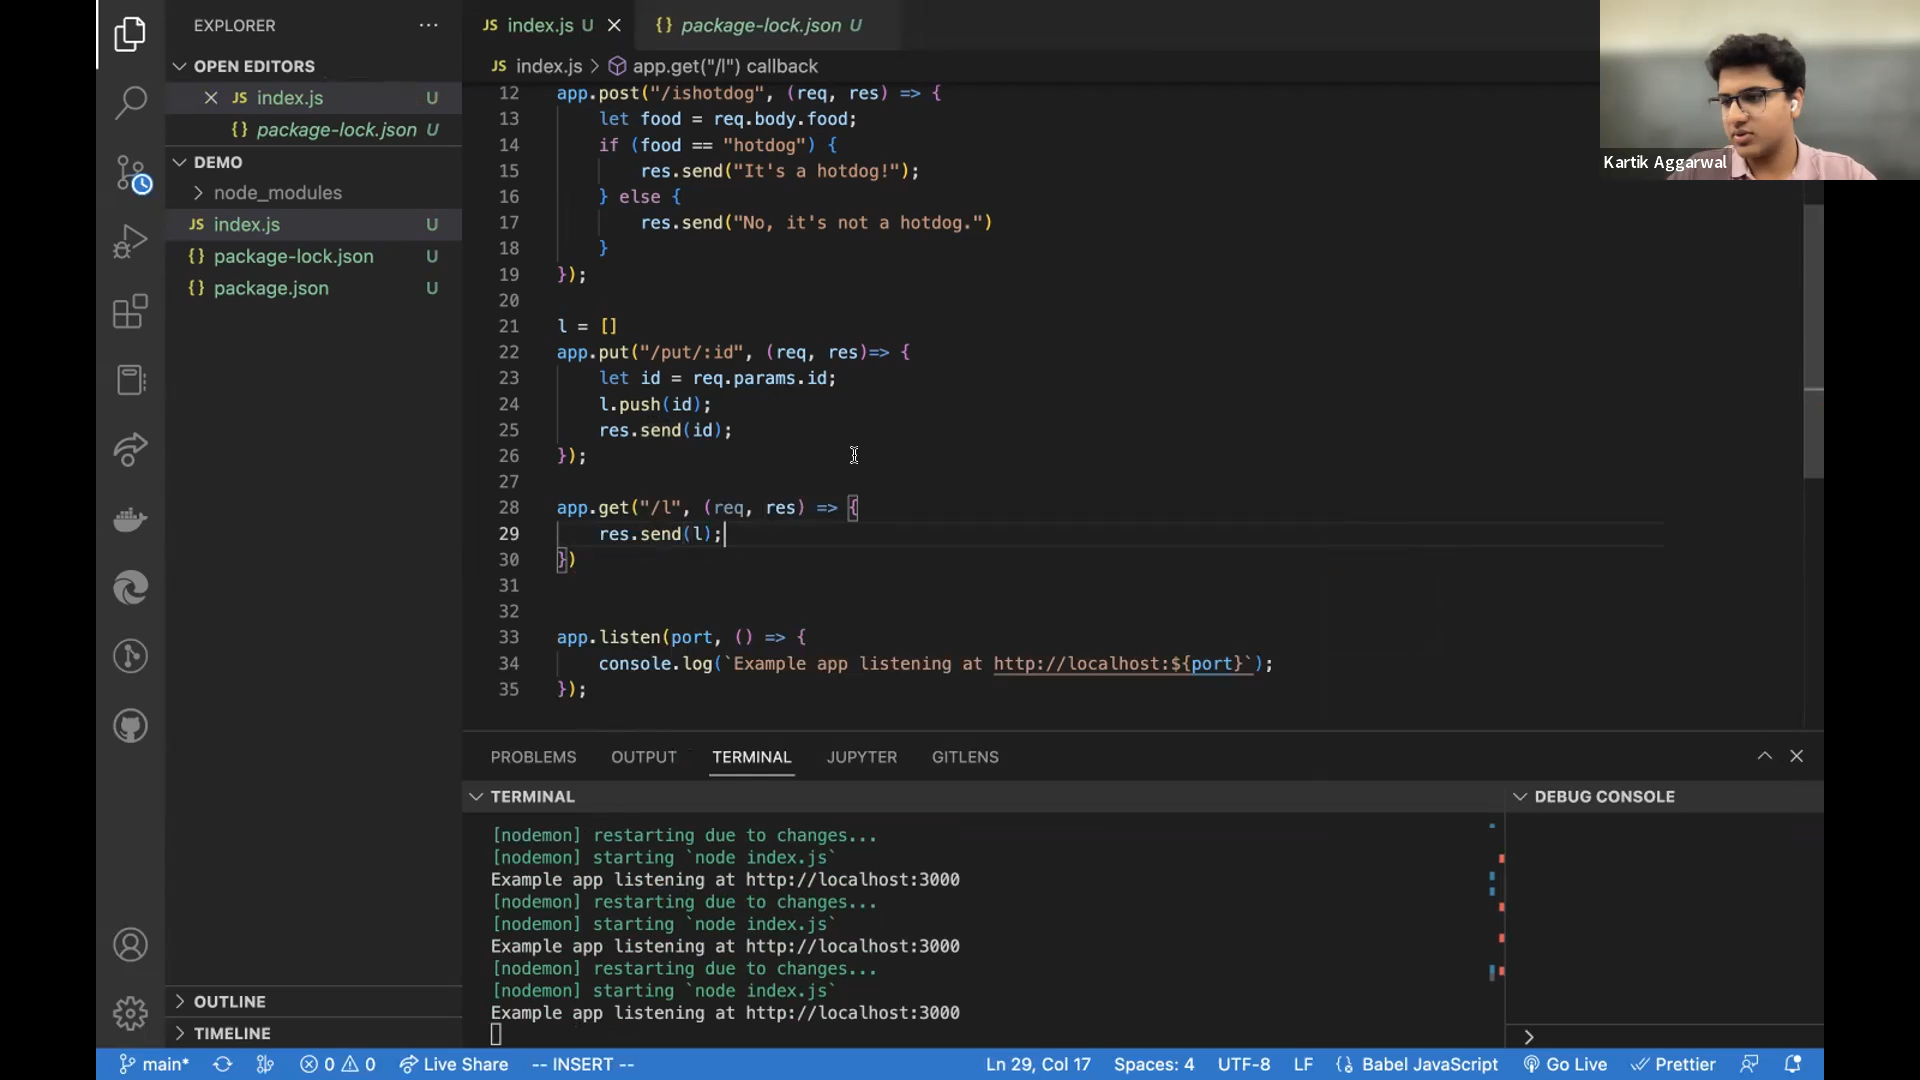 EXPLORER
OPEN EDITORS
JS index.js U
{} package-lock.json U
DEMO
node_modules
JS index.js U
{} package-lock.json U
{} package.json U
OUTLINE
TIMELINE
JS index.js U
{} package-lock.json U
JS index.js > app.get("/l") callback
12 app.post("/ishotdog", (req, res) => {
13 let food = req.body.food;
14 if (food == "hotdog") {
15 res.send("It's a hotdog!");
16 } else {
17 res.send("No, it's not a hotdog.")
18 }
19 });
20
21 l = []
22 app.put("/put/:id", (req, res)=> {
23 let id = req.params.id;
24 l.push(id);
25 res.send(id);
26 });
27
28 app.get("/l", (req, res) => {
29 res.send(l);
30 })
31
32
33 app.listen(port, () => {
34 console.log(`Example app listening at http://localhost:${port}`);
35 });
Kartik Aggarwal
PROBLEMS OUTPUT TERMINAL JUPYTER GITLENS
TERMINAL
[nodemon] restarting due to changes...
[nodemon] starting `node index.js`
Example app listening at http://localhost:3000
[nodemon] restarting due to changes...
[nodemon] starting `node index.js`
Example app listening at http://localhost:3000
[nodemon] restarting due to changes...
[nodemon] starting `node index.js`
Example app listening at http://localhost:3000
DEBUG CONSOLE
main* 0 0 Live Share -- INSERT -- Ln 29, Col 17 Spaces: 4 UTF-8 LF {} Babel JavaScript Go Live Prettier